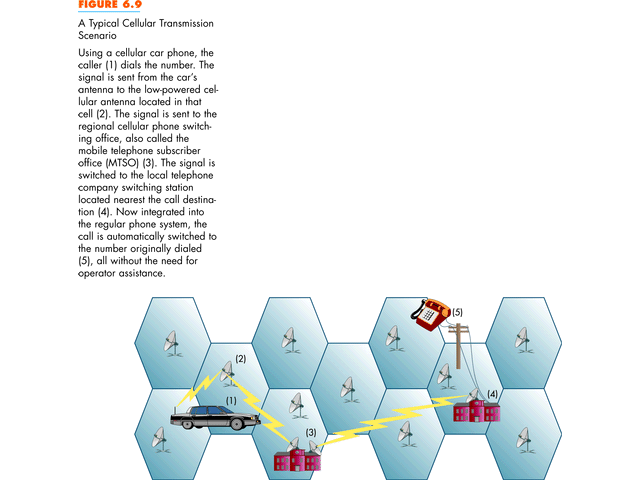 FIGURE 6.9
A Typical Cellular Transmission
Scenario
Using a cellular car phone, the
caller (1) dials the number. The
signal is sent from the car's
antenna to the low-powered cel-
lular antenna located in that
cell (2). The signal is sent to the
regional cellular phone switch-
ing office, also called the
mobile telephone subscriber
office (MTSO) (3). The signal is
switched to the local telephone
company switching station
located nearest the call destina-
tion (4). Now integrated into
the regular phone system, the
call is automatically switched to
the number originally dialed
(5), all without the need for
operator assistance.
(5)
(2)
(4)
(1)
(3)